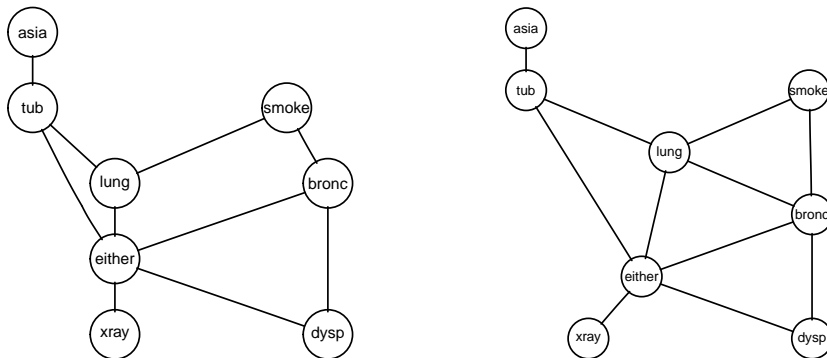 asia
tub
smoke
lung
bronc
either
xray
dysp
asia
tub
smoke
lung
bronc
either
xray
dysp